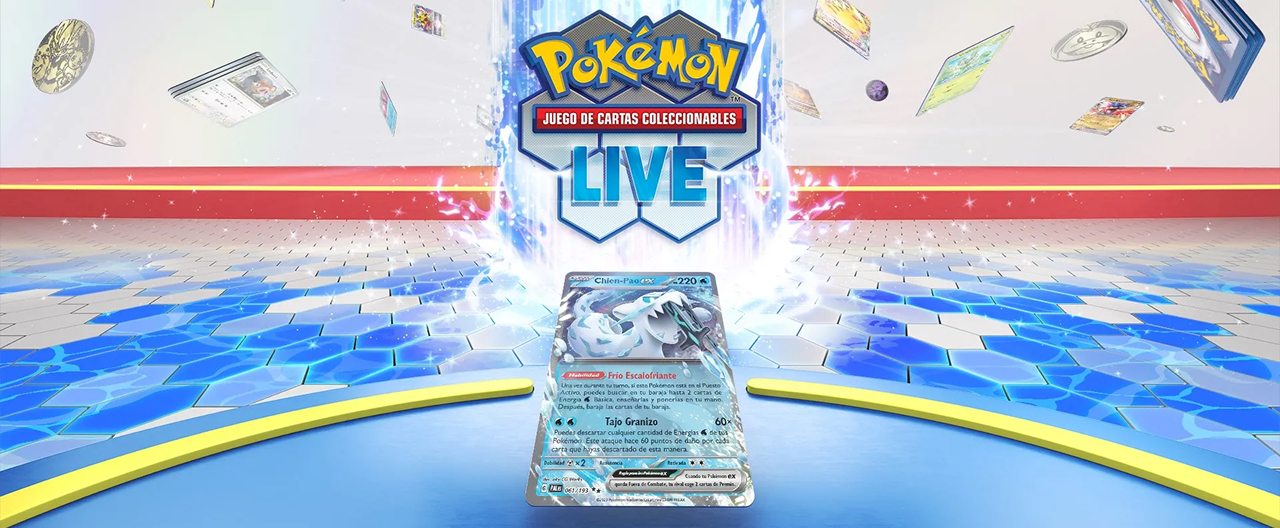 POKÉMON
TM
JUEGO DE CARTAS COLECCIONABLES
LIVE
Chien-Pao ex 220
Habilidad Frío Escalofriante
Una vez durante tu turno, si este Pokémon está en el Puesto
Activo, puedes buscar en tu baraja hasta 2 cartas de
Energía Básica, enseñarlas y ponerlas en tu mano.
Después, baraja las cartas de tu baraja.
Tajo Granizo 60×
Puedes descartar cualquier cantidad de Energías de tus
Pokémon. Este ataque hace 60 puntos de daño por cada
carta que hayas descartado de esta manera.
Debilidad ×2 Resistencia Retirada
Regla para los Pokémon ex Cuando tu Pokémon ex
queda Fuera de Combate, tu rival coge 2 cartas de Premio.
061/193